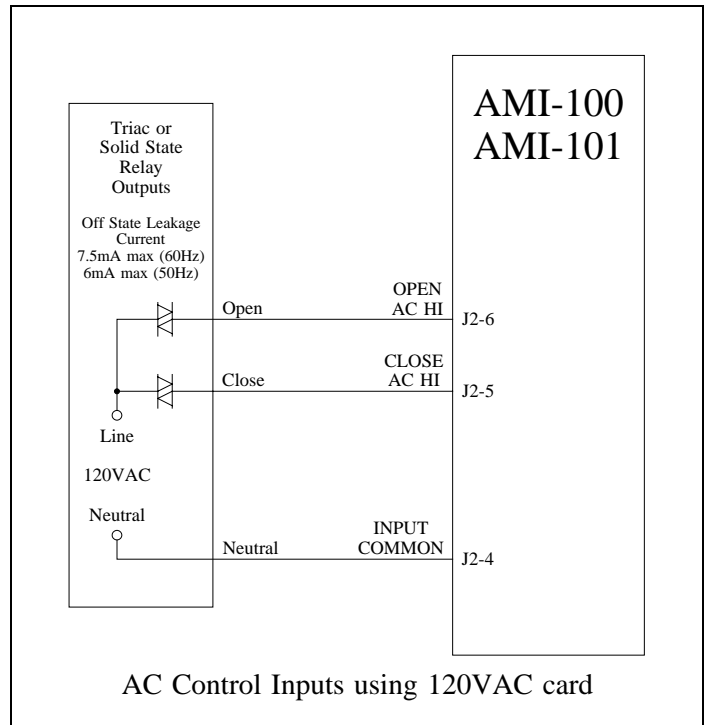 AMI-100
AMI-101
Triac or
Solid State
Relay
Outputs
Off State Leakage
Current
7.5mA max (60Hz)
6mA max (50Hz)
Open
OPEN
AC HI
J2-6
Close
CLOSE
AC HI
J2-5
Line
120VAC
Neutral
Neutral
INPUT
COMMON
J2-4
AC Control Inputs using 120VAC card